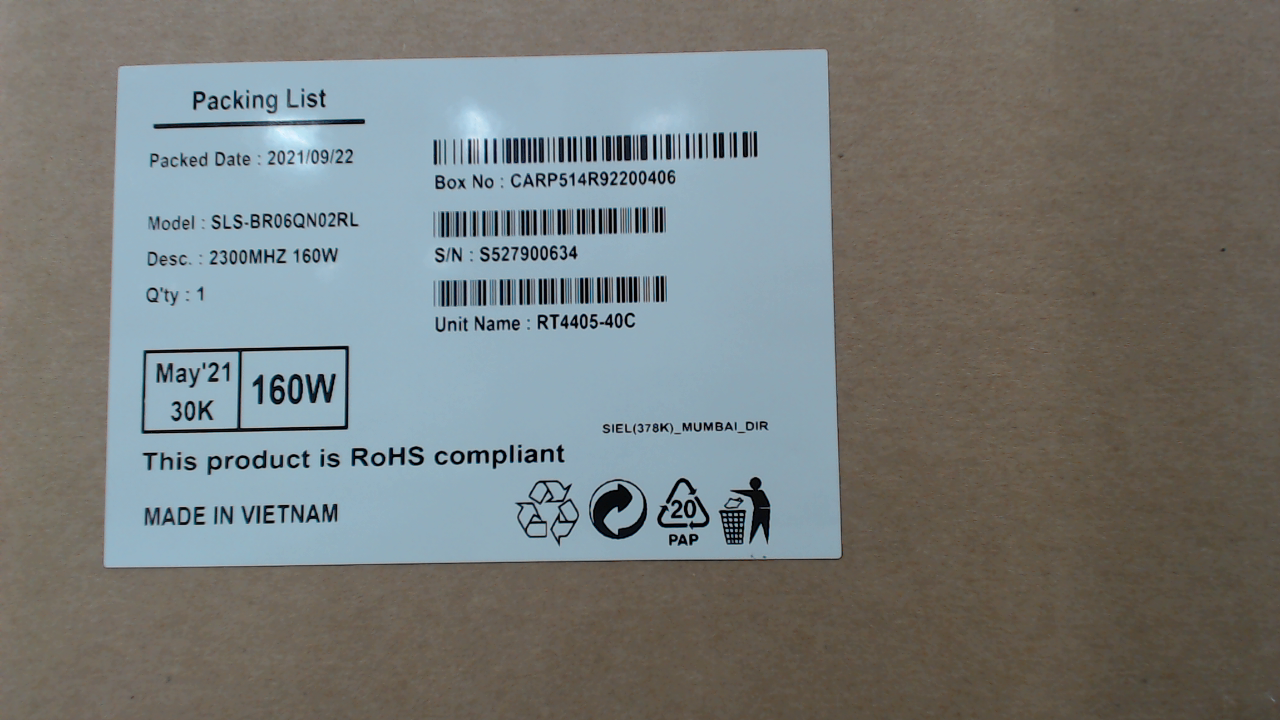 Packing List
Packed Date : 2021/09/22
Box No : CARP514R92200406
Model : SLS-BR06QN02RL
S/N : S527900634
Desc. : 2300MHZ 160W
Q'ty : 1
Unit Name : RT4405-40C
May'21
30K
160W
SIEL(378K)_MUMBAI_DIR
This product is RoHS compliant
MADE IN VIETNAM
20
PAP